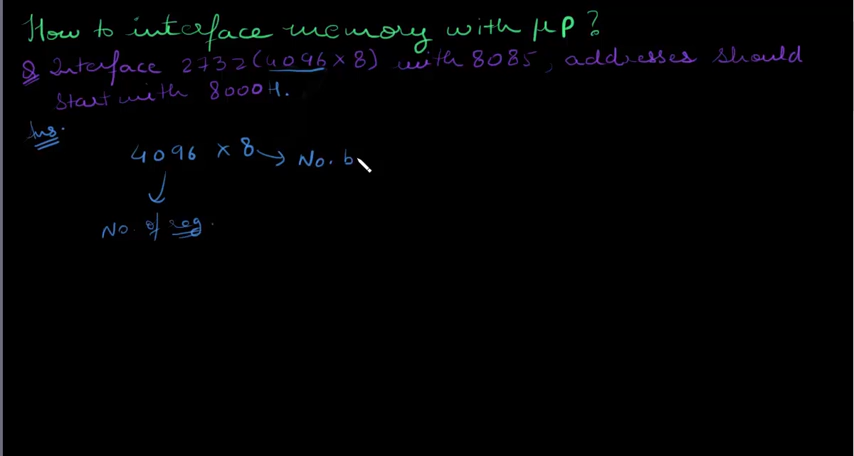 How to interface memory with μP?
Q Interface 2732 (4096 × 8) with 8085, addresses should
start with 8000H.
Ans.
4096 × 8 → No. b
No. of reg.